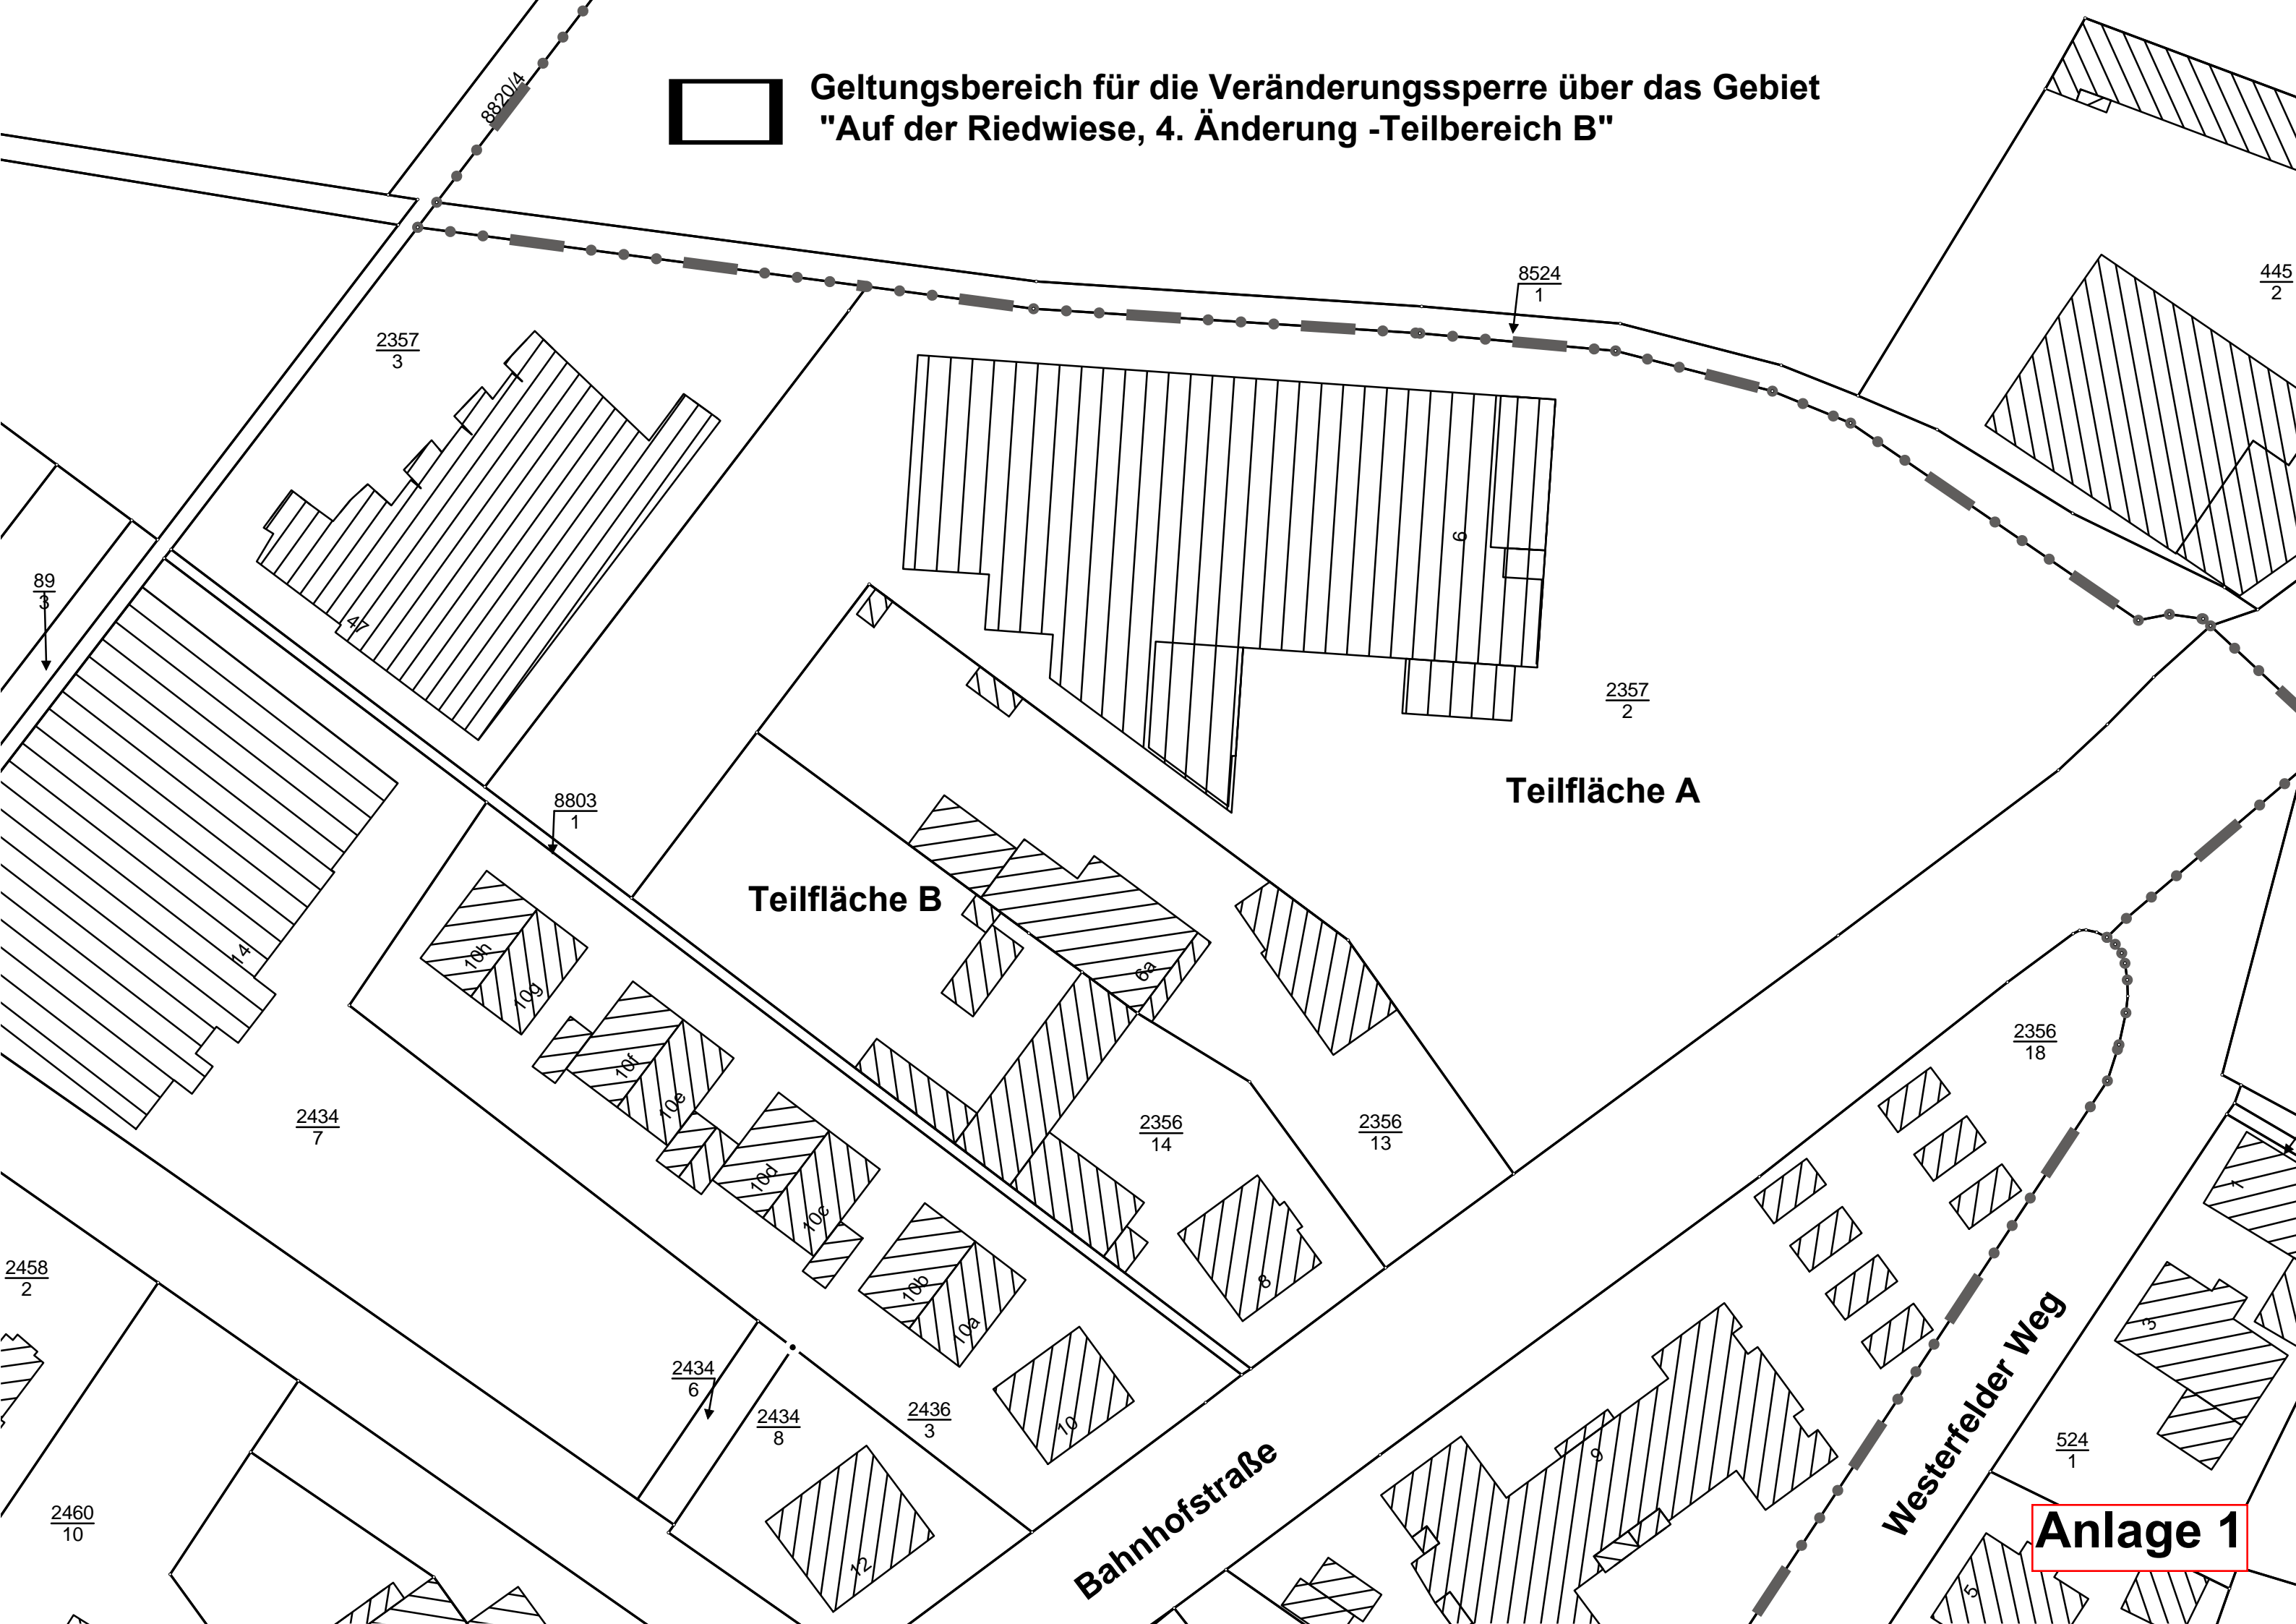 8820/4
Geltungsbereich für die Veränderungssperre über das Gebiet
"Auf der Riedwiese, 4. Änderung -Teilbereich B"
8524
1
445
2
2357
3
6
89
3
47
2357
2
Teilfläche A
8803
1
Teilfläche B
14
10h
10g
6a
10f
10e
2356
18
2434
7
2356
14
2356
13
10d
10c
1
2458
2
10b
10a
8
3
2434
6
2434
8
2436
3
10
9
Westerfelder Weg
524
1
2460
10
12
Bahnhofstraße
Anlage 1
5